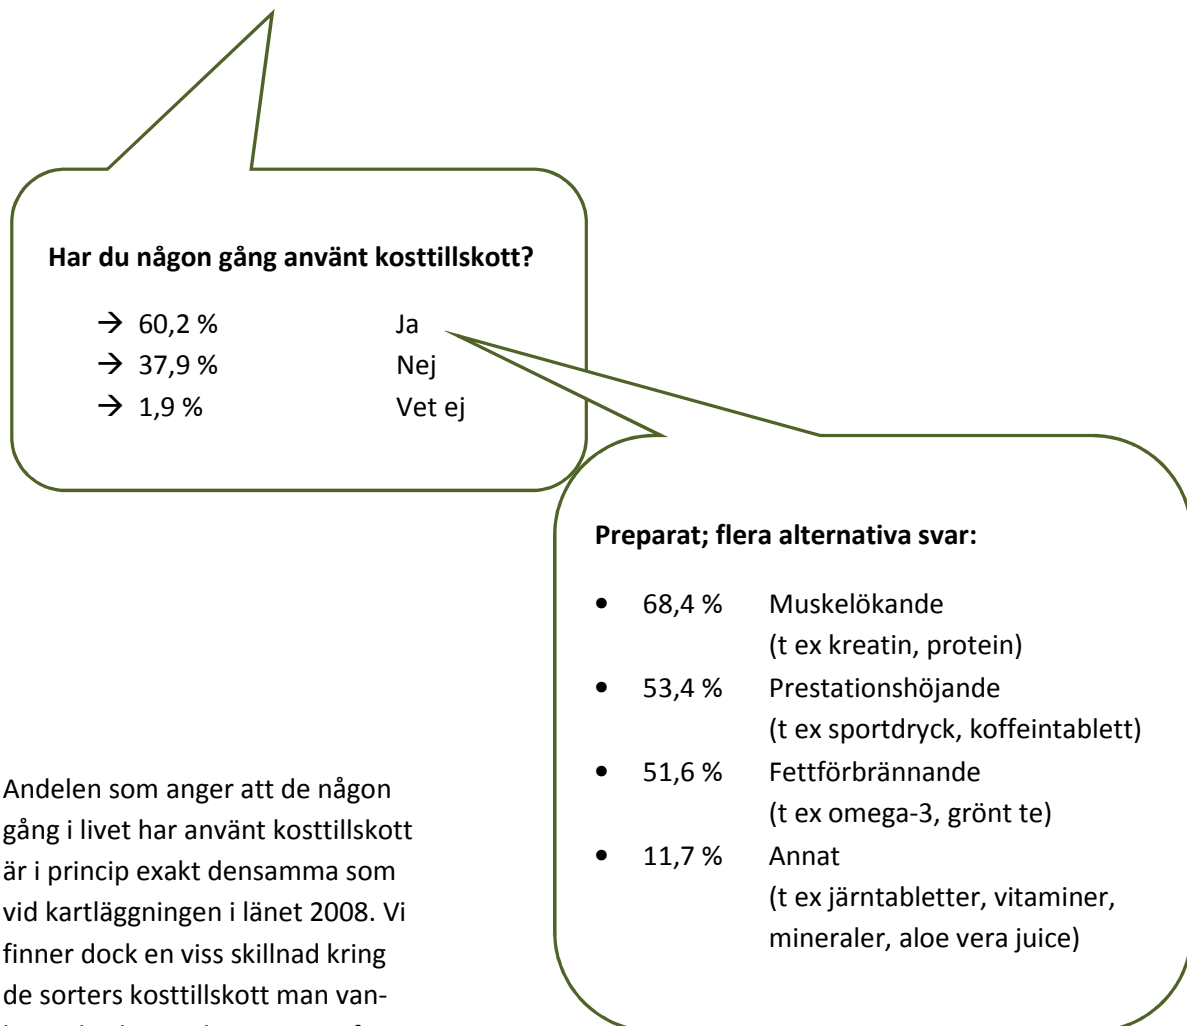 Har du någon gång använt kosttillskott?
→ 60,2 % Ja
→ 37,9 % Nej
→ 1,9 % Vet ej
Preparat; flera alternativa svar:
• 68,4 % Muskelökande
(t ex kreatin, protein)
• 53,4 % Prestationshöjande
(t ex sportdryck, koffeintablett)
• 51,6 % Fettförbrännande
(t ex omega-3, grönt te)
• 11,7 % Annat
(t ex järntabletter, vitaminer,
mineraler, aloe vera juice)
Andelen som anger att de någon
gång i livet har använt kosttillskott
är i princip exakt densamma som
vid kartläggningen i länet 2008. Vi
finner dock en viss skillnad kring
de sorters kosttillskott man van-